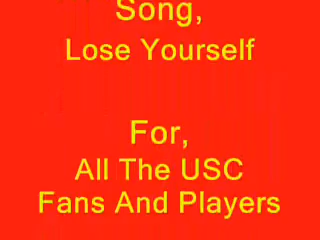 Song,
Lose Yourself
For,
All The USC
Fans And Players